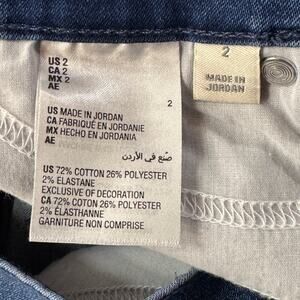 US 2
CA 2
MX 2
AE
2
US MADE IN JORDAN
CA FABRIQUÉ EN JORDANIE
MX HECHO EN JORDANIA
AE
صنع في الأردن
US 72% COTTON 26% POLYESTER
2% ELASTANE
EXCLUSIVE OF DECORATION
CA 72% COTTON 26% POLYESTER
2% ÉLASTHANNE
GARNITURE NON COMPRISE
2
MADE IN
JORDAN